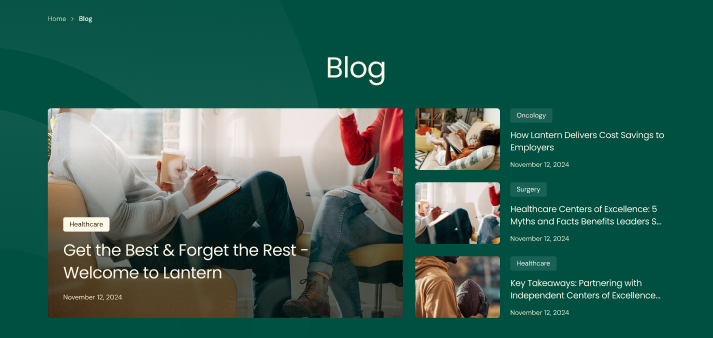 Home > Blog
Blog
Healthcare
Get the Best & Forget the Rest -
Welcome to Lantern
November 12, 2024
Oncology
How Lantern Delivers Cost Savings to
Employers
November 12, 2024
Surgery
Healthcare Centers of Excellence: 5
Myths and Facts Benefits Leaders S...
November 12, 2024
Healthcare
Key Takeaways: Partnering with
Independent Centers of Excellence...
November 12, 2024